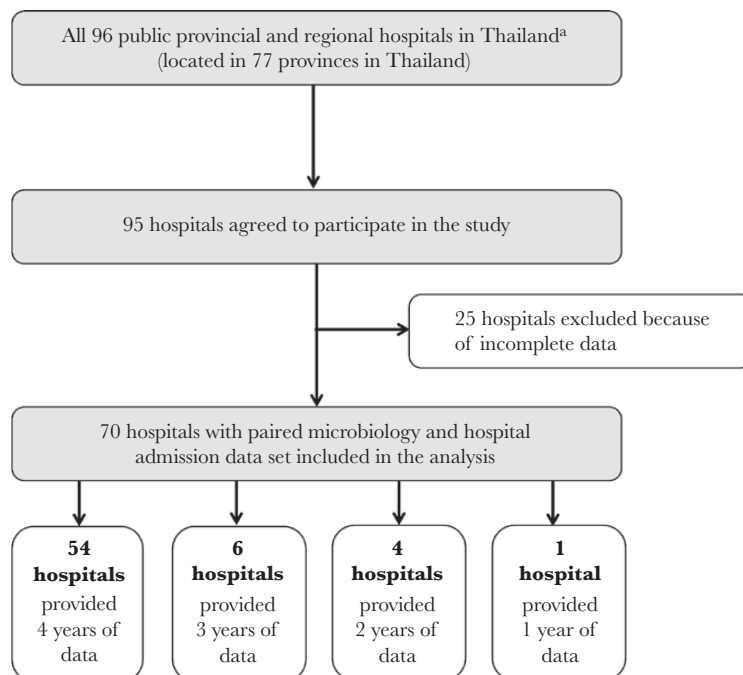 All 96 public provincial and regional hospitals in Thailandᵃ
(located in 77 provinces in Thailand)
95 hospitals agreed to participate in the study
25 hospitals excluded because
of incomplete data
70 hospitals with paired microbiology and hospital
admission data set included in the analysis
54
hospitals
provided
4 years of
data
6
hospitals
provided
3 years of
data
4
hospitals
provided
2 years of
data
1
hospital
provided
1 year of
data